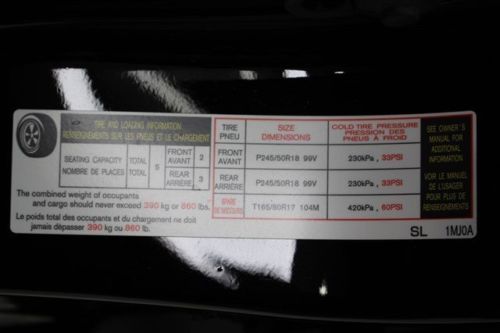 TIRE AND LOADING INFORMATION
RENSEIGNEMENTS SUR LES PNEUS ET LE CHARGEMENT
SEATING CAPACITY TOTAL 5 FRONT AVANT 2
NOMBRE DE PLACES TOTAL REAR ARRIÈRE 3
The combined weight of occupants
and cargo should never exceed 390 kg or 860 lbs.
Le poids total des occupants et du chargement ne doit
jamais dépasser 390 kg ou 860 lb.
TIRE PNEU SIZE DIMENSIONS COLD TIRE PRESSURE PRESSION DES PNEUS À FROID
FRONT AVANT P245/50R18 99V 230kPa, 33PSI
REAR ARRIÈRE P245/50R18 99V 230kPa, 33PSI
SPARE DE SECOURS T165/80R17 104M 420kPa, 60PSI
SEE OWNER'S
MANUAL FOR
ADDITIONAL
INFORMATION
VOIR LE MANUEL
DE L'USAGER
POUR PLUS DE
RENSEIGNEMENTS
SL 1MJ0A